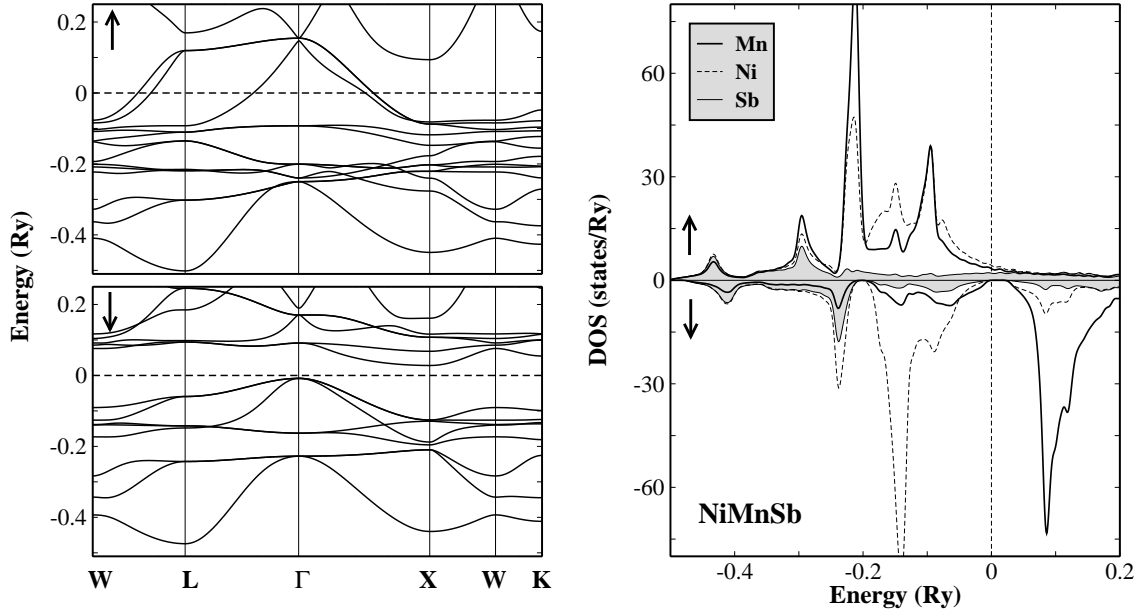 0.2
0
-0.2
-0.4
0.2
0
-0.2
-0.4
Energy (Ry)
W L Γ X W K
Mn
Ni
Sb
60
30
0
-30
-60
DOS (states/Ry)
NiMnSb
-0.4 -0.2 0 0.2
Energy (Ry)